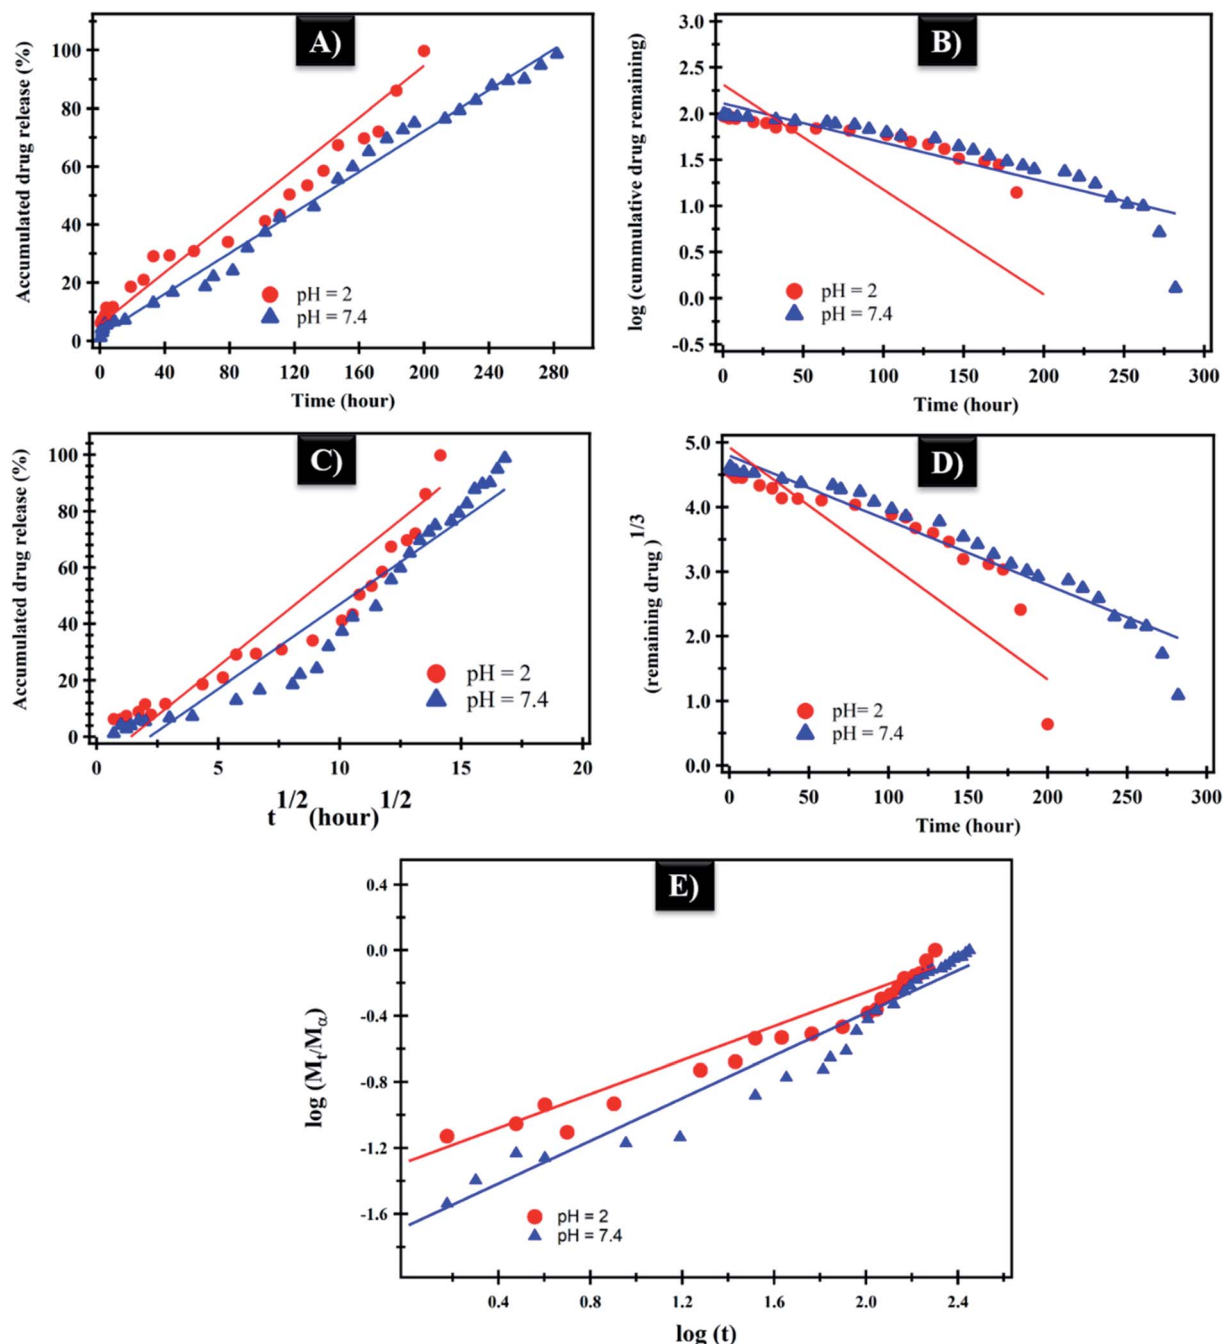 A)
Accumulated drug release (%)
100
80
60
40
20
0
pH = 2
pH = 7.4
0 40 80 120 160 200 240 280
Time (hour)
B)
log (cummulative drug remaining)
3.0
2.5
2.0
1.5
1.0
0.5
0.0
-0.5
pH = 2
pH = 7.4
0 50 100 150 200 250 300
Time (hour)
C)
Accumulated drug release (%)
100
80
60
40
20
0
pH = 2
pH = 7.4
0 5 10 15 20
t^1/2 (hour)^1/2
D)
(remaining drug)^1/3
5.0
4.0
3.0
2.0
1.0
0.0
pH= 2
pH = 7.4
0 50 100 150 200 250 300
Time (hour)
E)
log (Mt/Mα)
0.4
0.0
-0.4
-0.8
-1.2
-1.6
pH = 2
pH = 7.4
0.4 0.8 1.2 1.6 2.0 2.4
log (t)